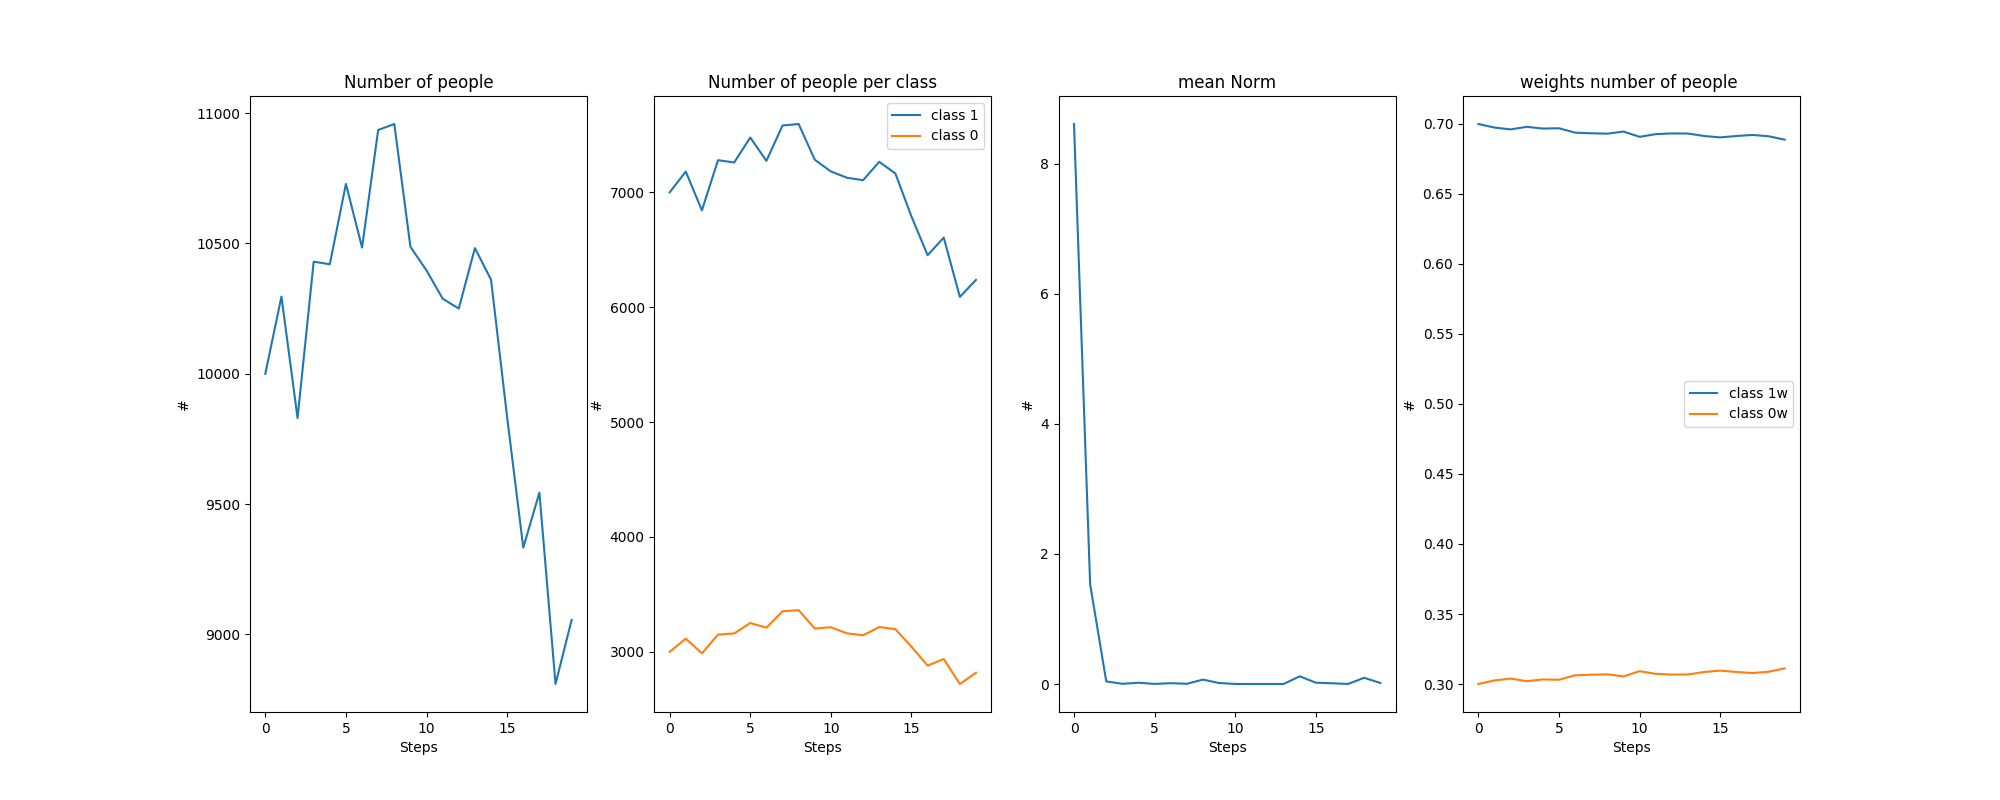 Number of people
11000
10500
10000
9500
9000
#
0 5 10 15
Steps
Number of people per class
class 1
class 0
7000
6000
5000
4000
3000
#
0 5 10 15
Steps
mean Norm
8
6
4
2
0
#
0 5 10 15
Steps
weights number of people
0.70
0.65
0.60
0.55
0.50
0.45
0.40
0.35
0.30
#
class 1w
class 0w
0 5 10 15
Steps